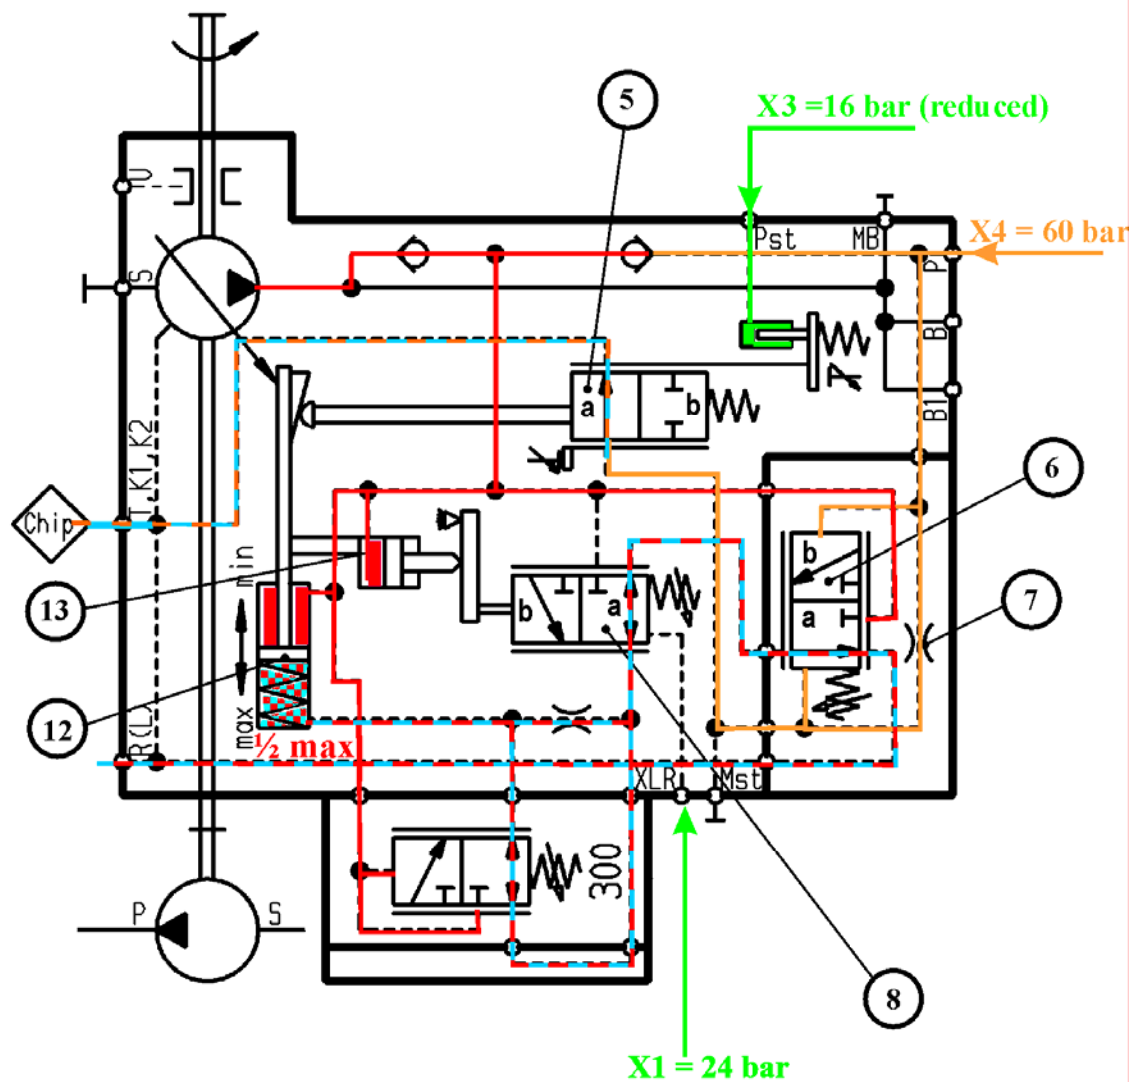 5
X3 =16 bar (reduced)
U
Pst
MB
X4 = 60 bar
S
P
B
a
b
B1
T,K1,K2
6
Chip
min
b
13
b
a
a
7
max
12
R(L)
½ max
XLR
Mst
300
P
S
8
X1 = 24 bar